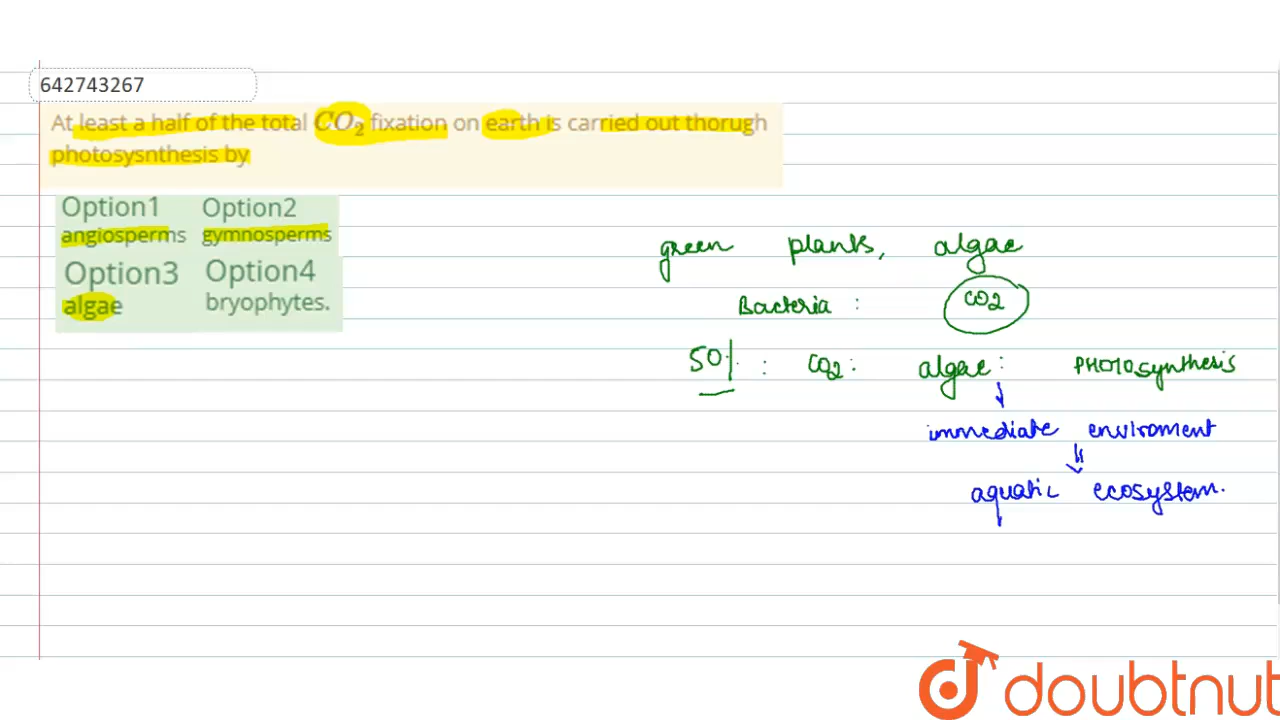 642743267
At least a half of the total CO2 fixation on earth is carried out thorugh
photosysnthesis by
Option1 Option2
angiosperms gymnosperms
Option3 Option4
algae bryophytes.
green plants, algae
Bacteria : CO2
50% : CO2 : algae : PHOTOsynthesis
immediate enviroment
aquatic ecosystem.
doubtnut